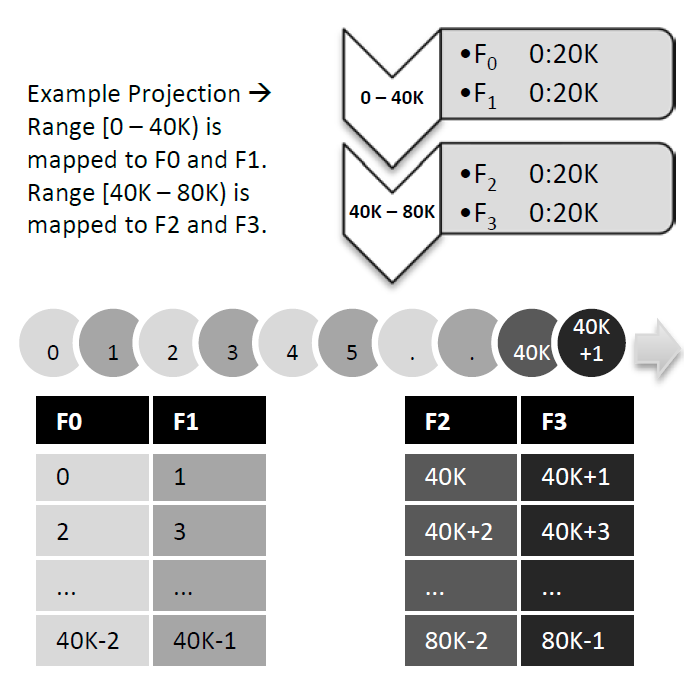 Example Projection →
Range [0 – 40K) is
mapped to F0 and F1.
Range [40K – 80K) is
mapped to F2 and F3.
0 – 40K
•F₀ 0:20K
•F₁ 0:20K
40K – 80K
•F₂ 0:20K
•F₃ 0:20K
0 1 2 3 4 5 . . 40K 40K
+1
F0 F1 F2 F3
0 1 40K 40K+1
2 3 40K+2 40K+3
... ... ... ...
40K-2 40K-1 80K-2 80K-1